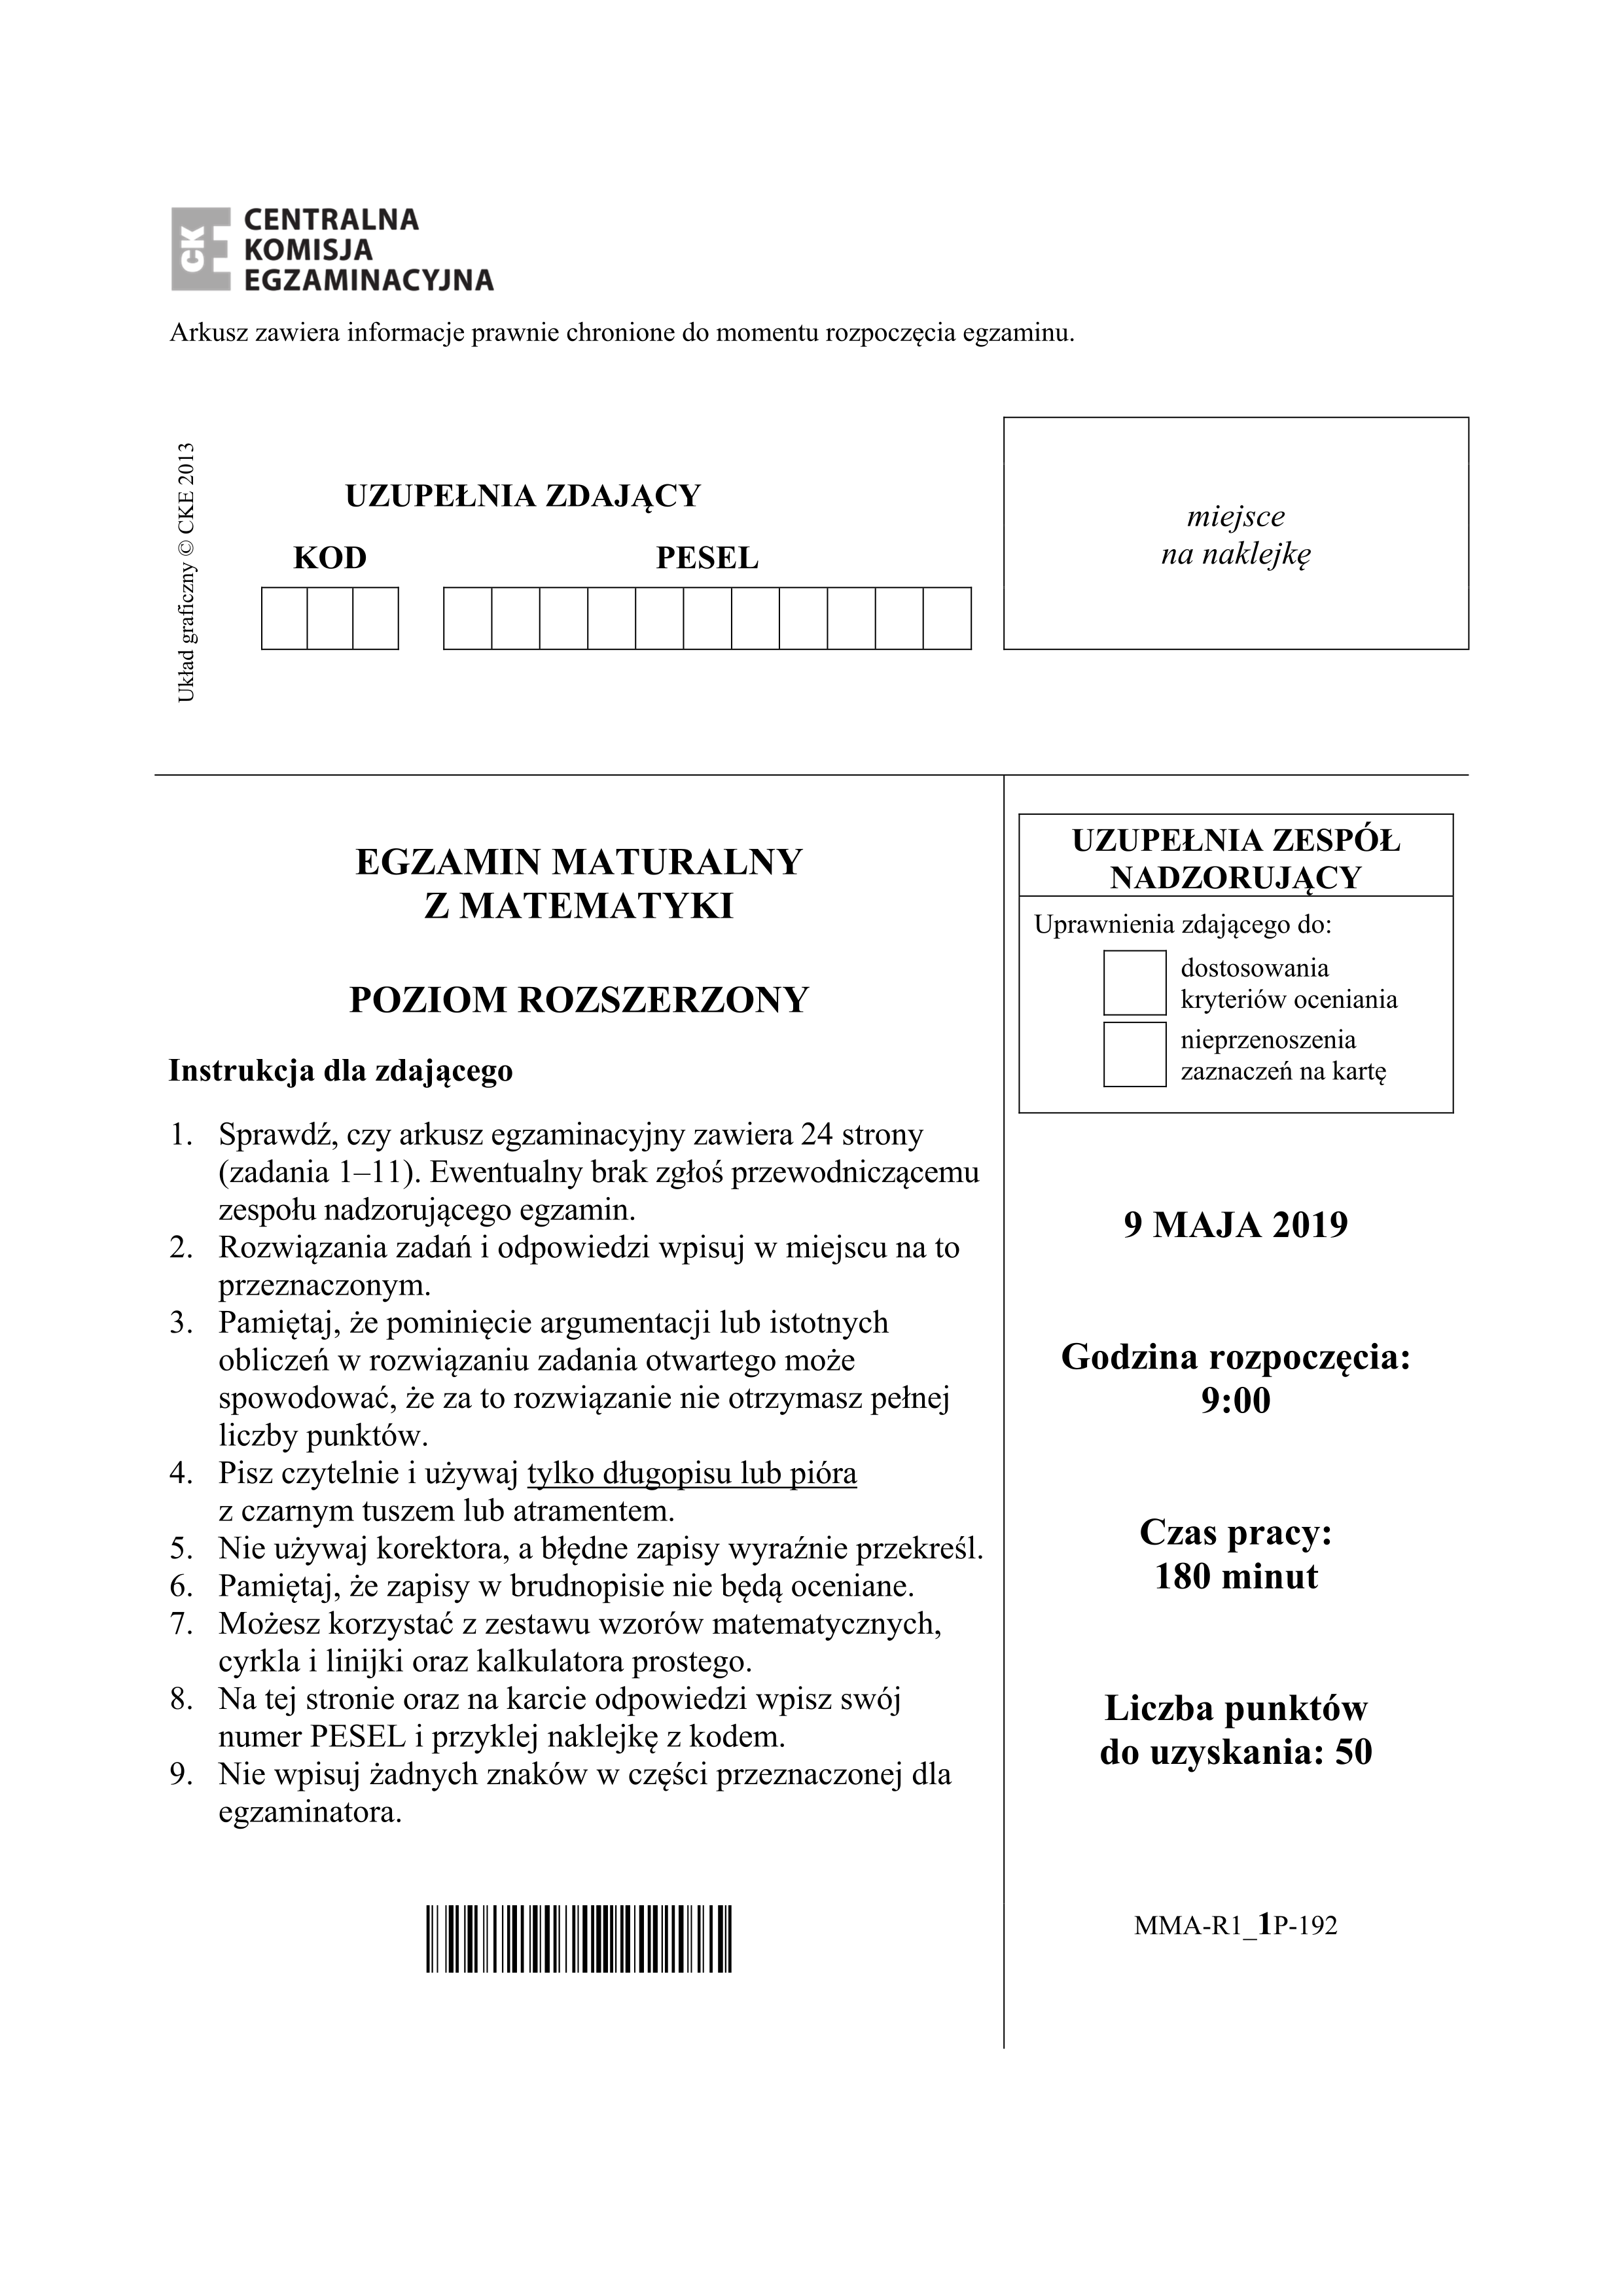 CK
CENTRALNA
KOMISJA
EGZAMINACYJNA
Arkusz zawiera informacje prawnie chronione do momentu rozpoczęcia egzaminu.
Układ graficzny © CKE 2013
UZUPEŁNIA ZDAJĄCY
KOD PESEL
miejsce
na naklejkę
EGZAMIN MATURALNY
Z MATEMATYKI
POZIOM ROZSZERZONY
Instrukcja dla zdającego
1. Sprawdź, czy arkusz egzaminacyjny zawiera 24 strony
(zadania 1–11). Ewentualny brak zgłoś przewodniczącemu
zespołu nadzorującego egzamin.
2. Rozwiązania zadań i odpowiedzi wpisuj w miejscu na to
przeznaczonym.
3. Pamiętaj, że pominięcie argumentacji lub istotnych
obliczeń w rozwiązaniu zadania otwartego może
spowodować, że za to rozwiązanie nie otrzymasz pełnej
liczby punktów.
4. Pisz czytelnie i używaj tylko długopisu lub pióra
z czarnym tuszem lub atramentem.
5. Nie używaj korektora, a błędne zapisy wyraźnie przekreśl.
6. Pamiętaj, że zapisy w brudnopisie nie będą oceniane.
7. Możesz korzystać z zestawu wzorów matematycznych,
cyrkla i linijki oraz kalkulatora prostego.
8. Na tej stronie oraz na karcie odpowiedzi wpisz swój
numer PESEL i przyklej naklejkę z kodem.
9. Nie wpisuj żadnych znaków w części przeznaczonej dla
egzaminatora.
UZUPEŁNIA ZESPÓŁ
NADZORUJĄCY
Uprawnienia zdającego do:
dostosowania
kryteriów oceniania
nieprzenoszenia
zaznaczeń na kartę
9 MAJA 2019
Godzina rozpoczęcia:
9:00
Czas pracy:
180 minut
Liczba punktów
do uzyskania: 50
MMA-R1_1P-192